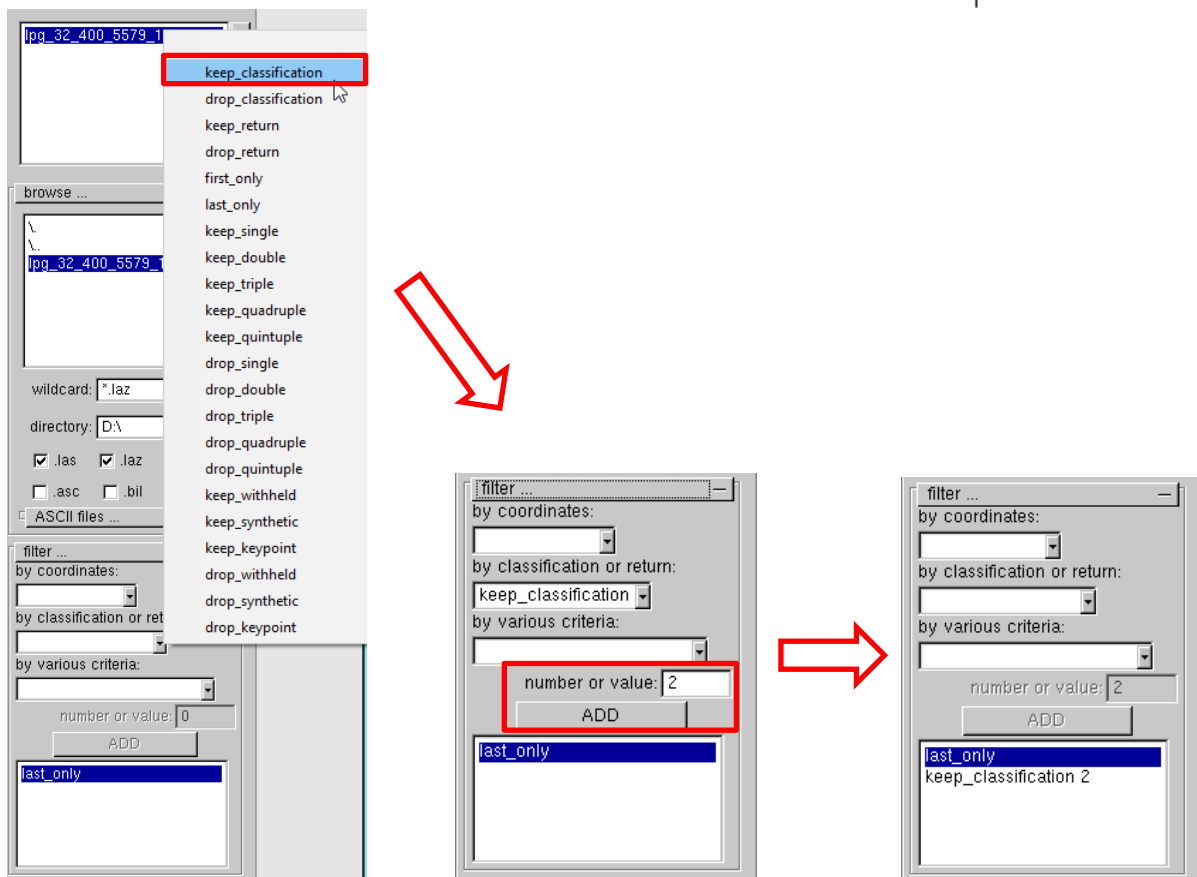 lpg_32_400_5579_1
keep_classification
drop_classification
keep_return
drop_return
first_only
last_only
keep_single
keep_double
keep_triple
keep_quadruple
keep_quintuple
drop_single
drop_double
drop_triple
drop_quadruple
drop_quintuple
keep_withheld
keep_synthetic
keep_keypoint
drop_withheld
drop_synthetic
drop_keypoint
browse ...
\.
\..
lpg_32_400_5579_1
wildcard: *.laz
directory: D:\
.las .laz
.asc .bil
ASCII files ...
filter ...
by coordinates:
by classification or ret
by various criteria:
number or value: 0
ADD
last_only
filter ...
by coordinates:
by classification or return:
keep_classification
by various criteria:
number or value: 2
ADD
last_only
filter ...
by coordinates:
by classification or return:
by various criteria:
number or value: 2
ADD
last_only
keep_classification 2